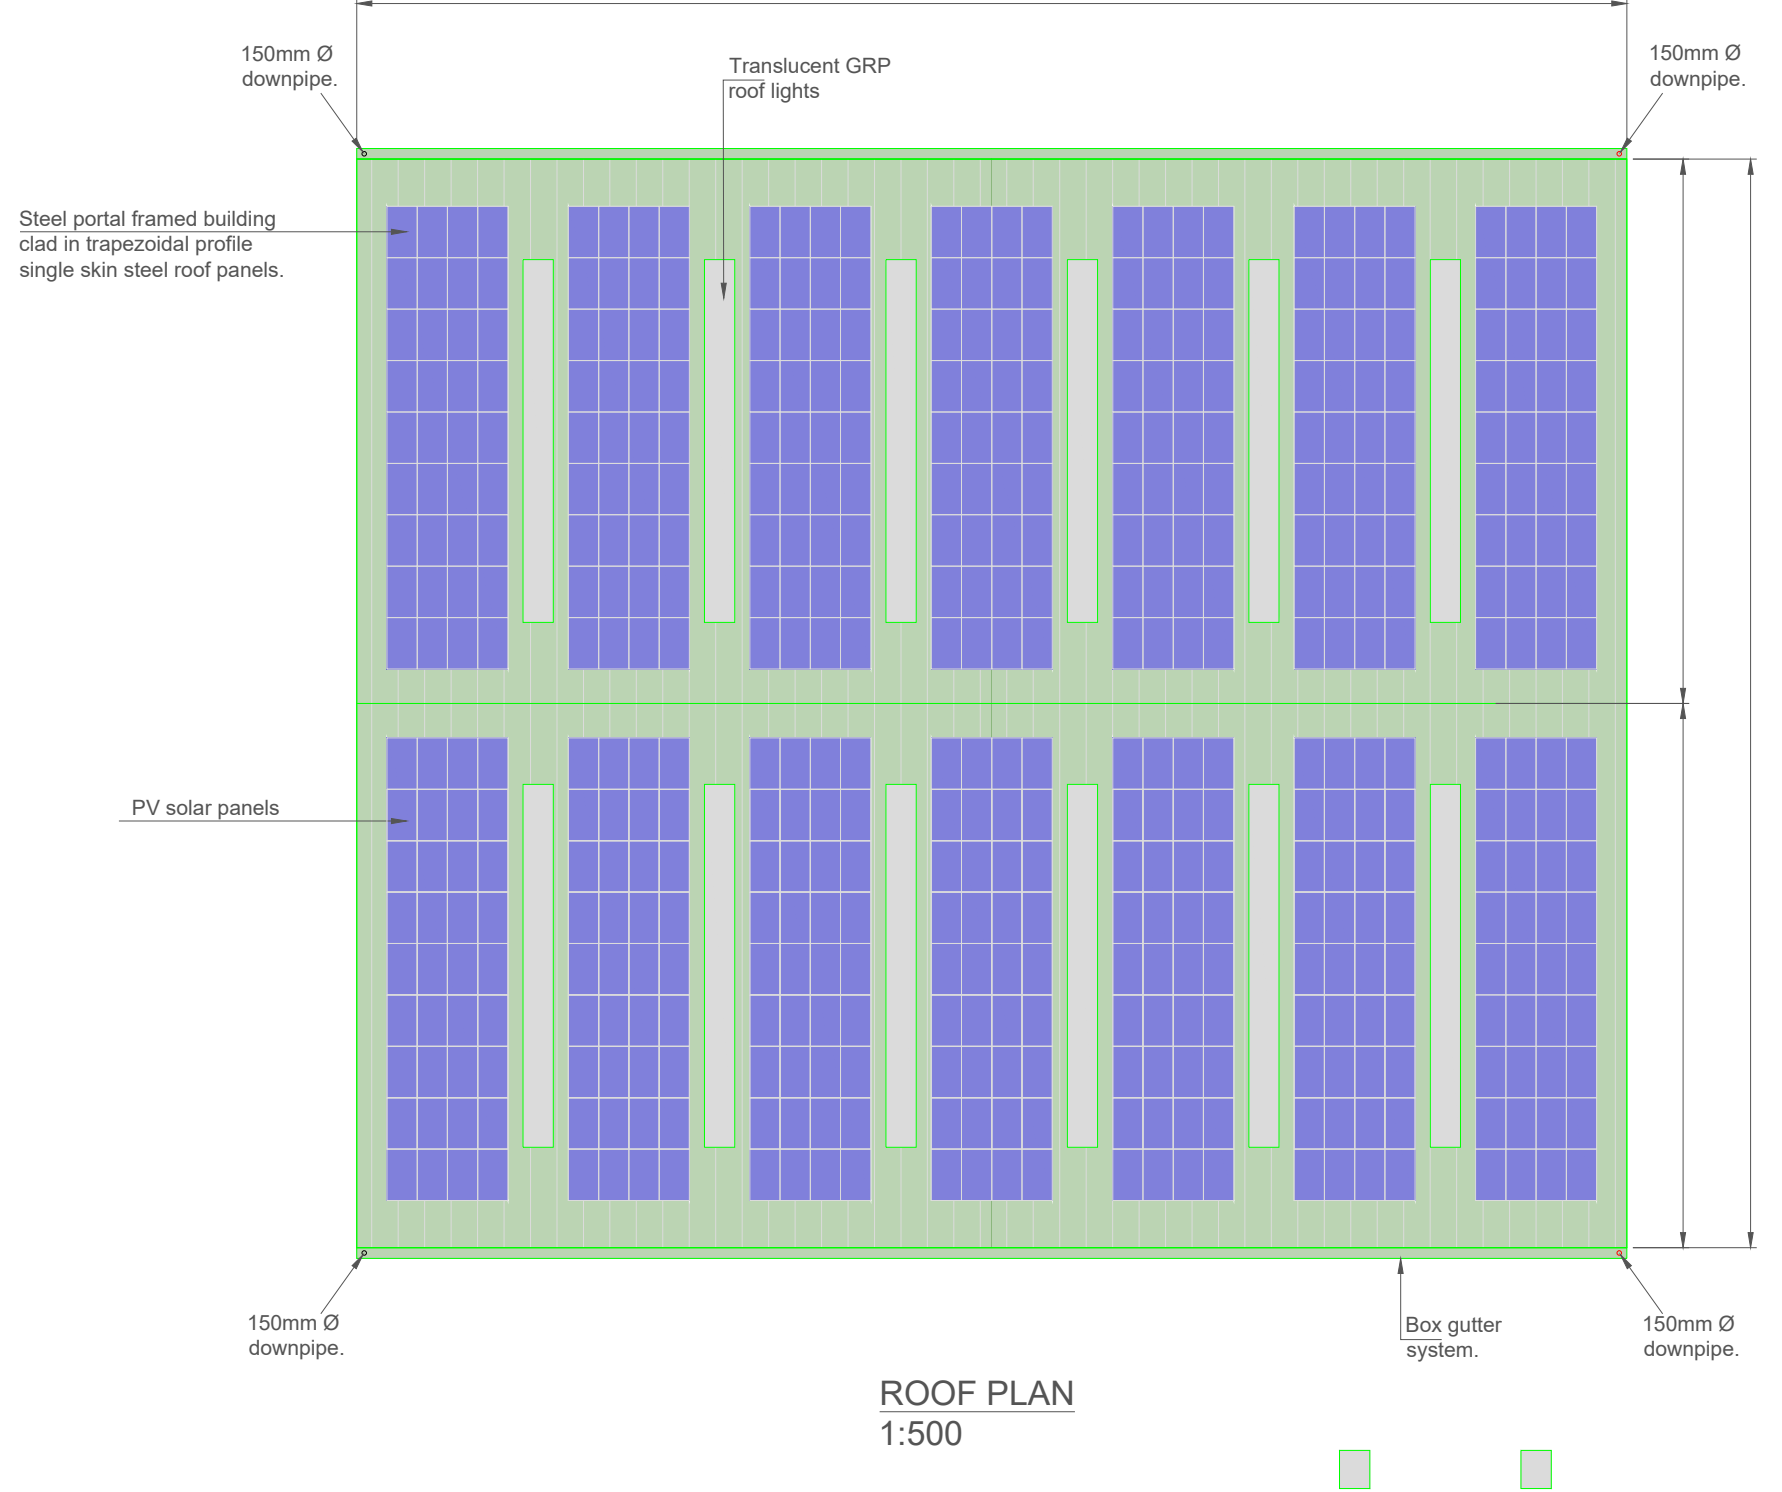 150mm Ø
downpipe.
Translucent GRP
roof lights
150mm Ø
downpipe.
Steel portal framed building
clad in trapezoidal profile
single skin steel roof panels.
PV solar panels
150mm Ø
downpipe.
Box gutter
system.
150mm Ø
downpipe.
ROOF PLAN
1:500